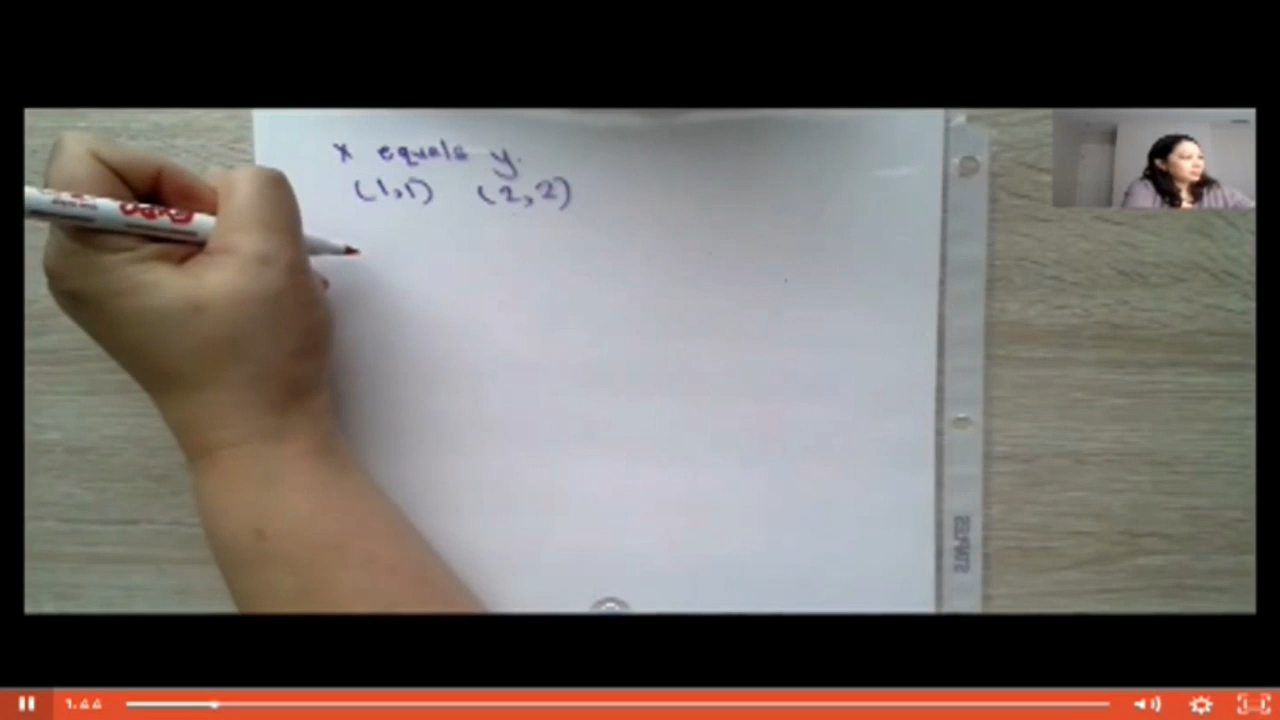 x equals y.
(1,1) (2,2)
1:44